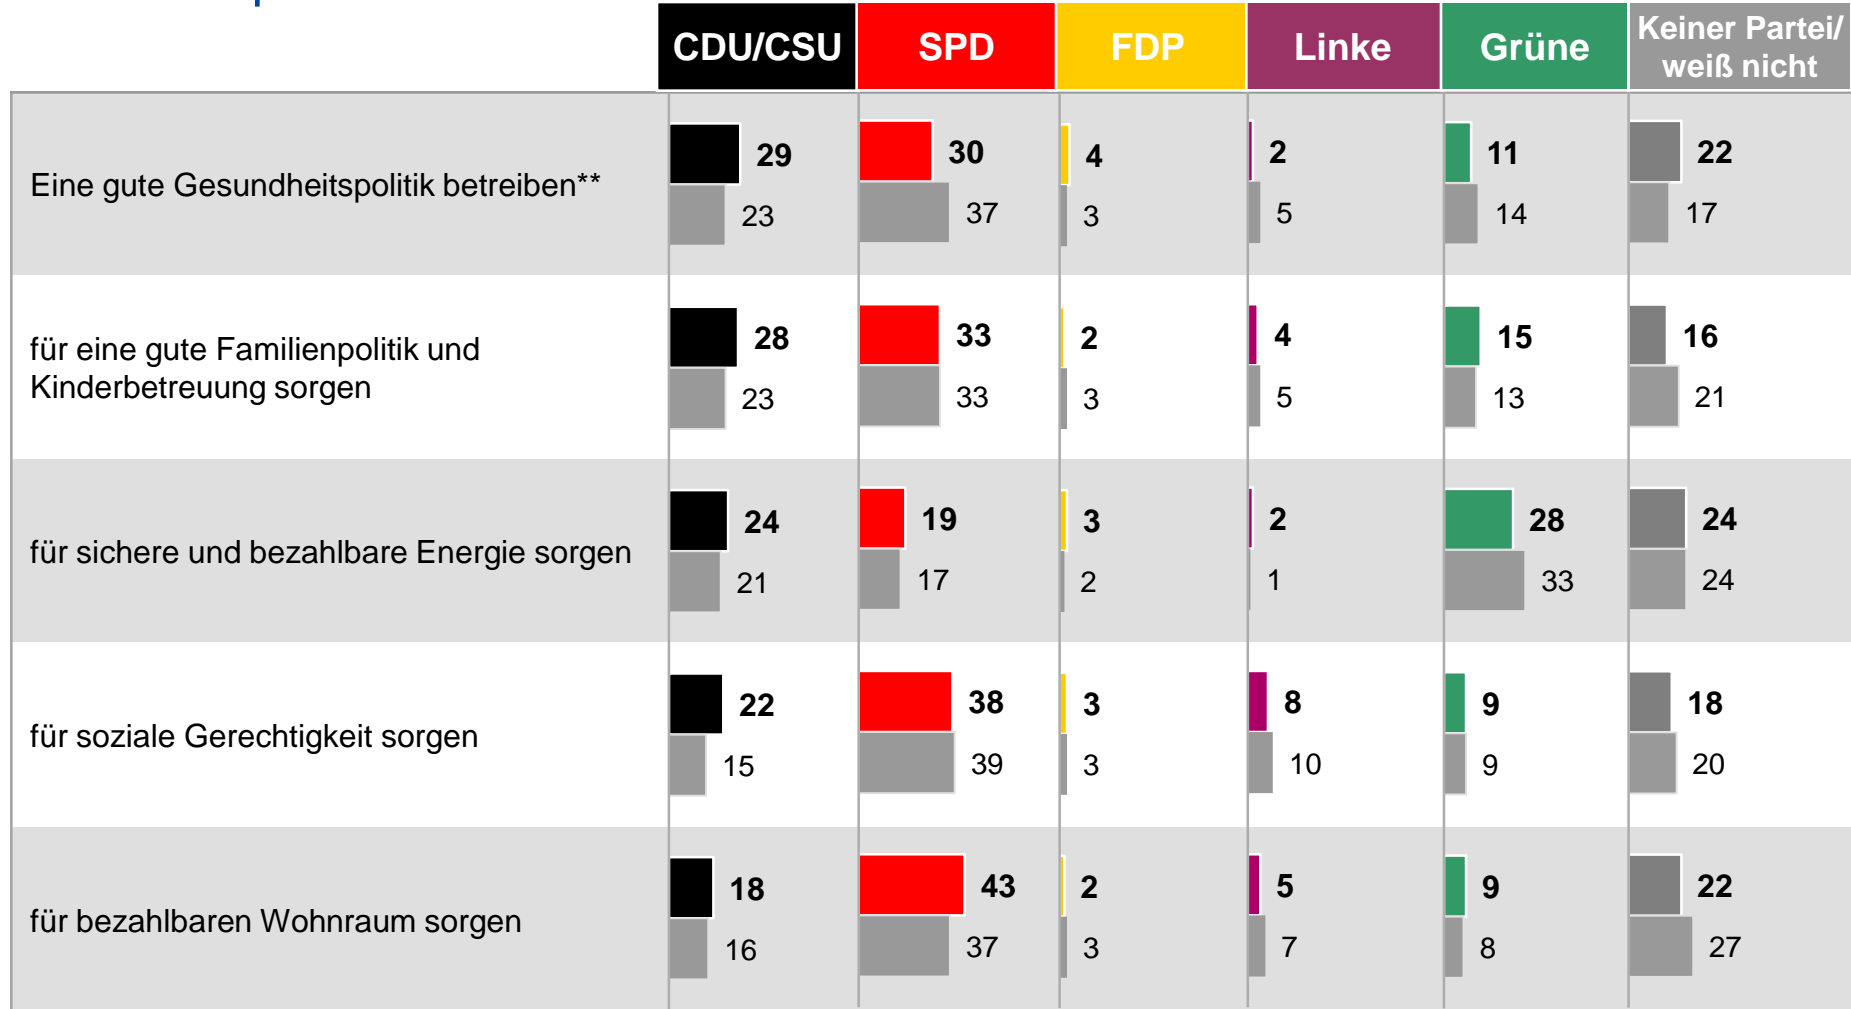 CDU/CSU SPD FDP Linke Grüne Keiner Partei/
weiß nicht
Eine gute Gesundheitspolitik betreiben**
29 30 4 2 11 22
23 37 3 5 14 17
für eine gute Familienpolitik und
Kinderbetreuung sorgen
28 33 2 4 15 16
23 33 3 5 13 21
für sichere und bezahlbare Energie sorgen
24 19 3 2 28 24
21 17 2 1 33 24
für soziale Gerechtigkeit sorgen
22 38 3 8 9 18
15 39 3 10 9 20
für bezahlbaren Wohnraum sorgen
18 43 2 5 9 22
16 37 3 7 8 27